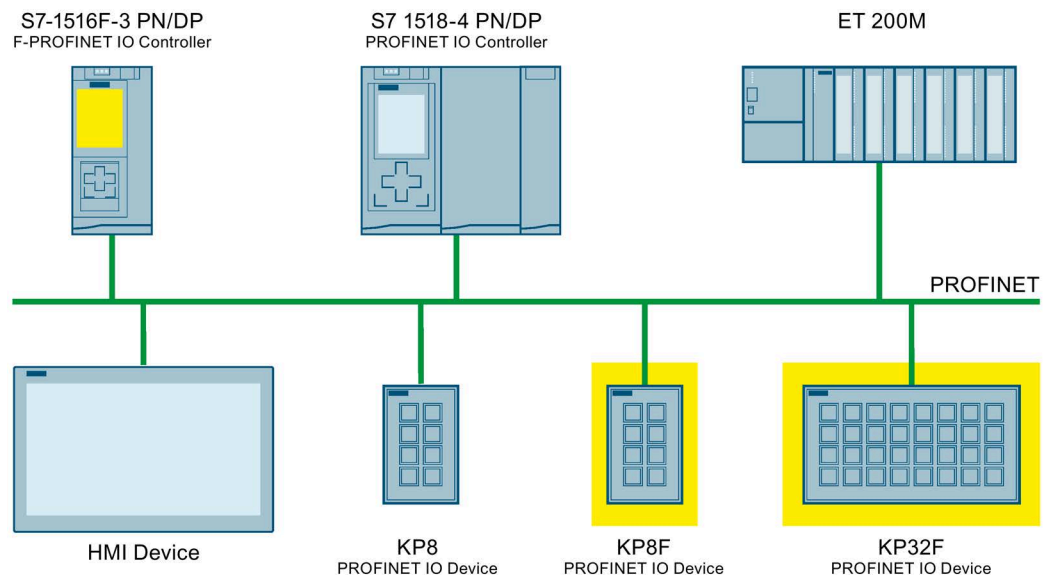 S7-1516F-3 PN/DP
F-PROFINET IO Controller
S7 1518-4 PN/DP
PROFINET IO Controller
ET 200M
PROFINET
HMI Device
KP8
PROFINET IO Device
KP8F
PROFINET IO Device
KP32F
PROFINET IO Device